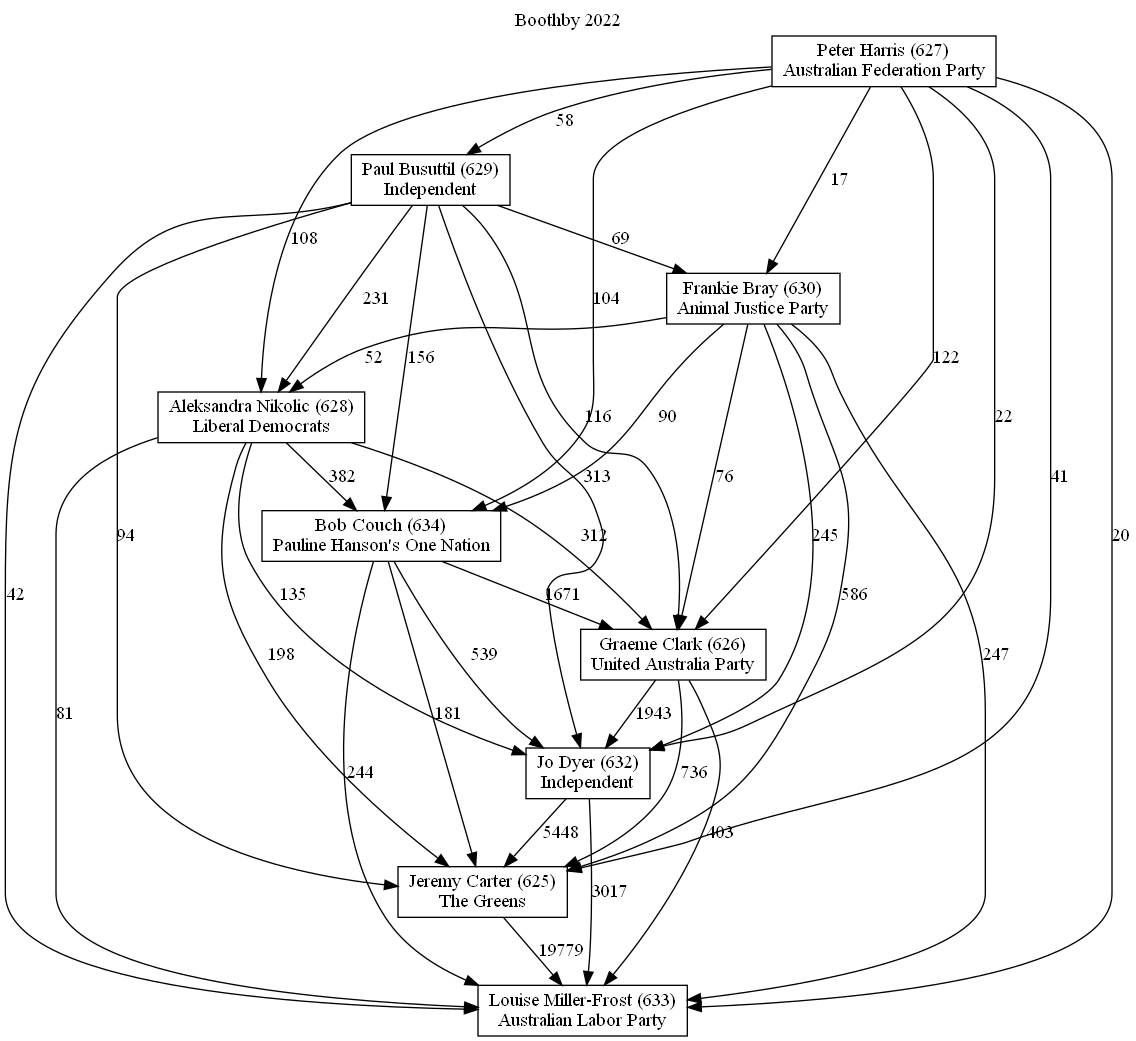 Boothby 2022
Peter Harris (627)
Australian Federation Party
58
Paul Busuttil (629)
Independent
17
108
69
Frankie Bray (630)
Animal Justice Party
231
104
52
156
122
Aleksandra Nikolic (628)
Liberal Democrats
116
90
22
382
313
76
41
Bob Couch (634)
Pauline Hanson's One Nation
94
312
245
20
42
135
1671
586
Graeme Clark (626)
United Australia Party
198
539
247
81
181
1943
Jo Dyer (632)
Independent
244
736
5448
403
Jeremy Carter (625)
The Greens
3017
19779
Louise Miller-Frost (633)
Australian Labor Party